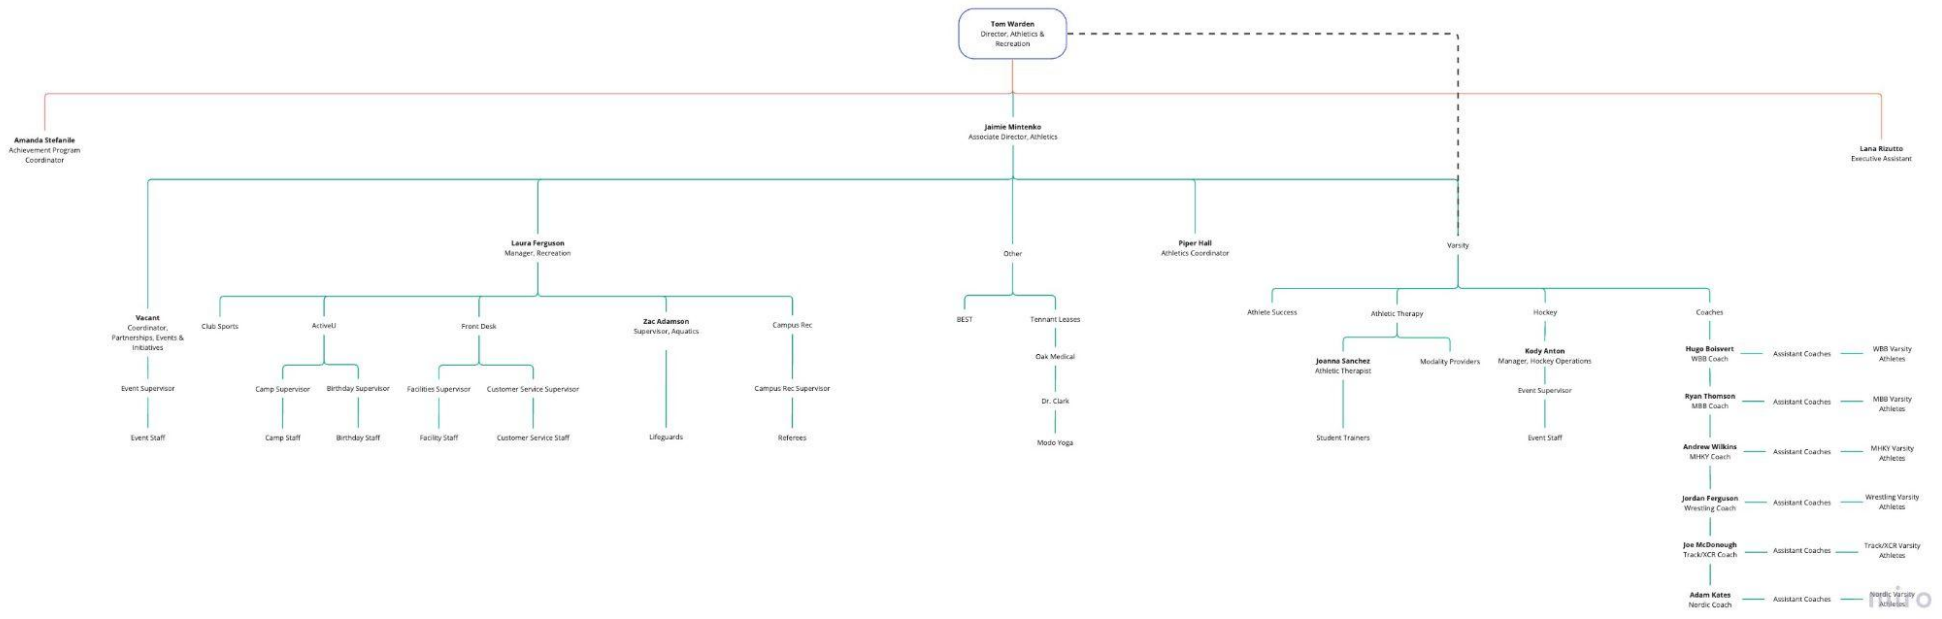 Tom Warden
Director, Athletics &
Recreation
Jaimie Mintenko
Associate Director, Athletics
Amanda Stefanile
Achievement Program
Coordinator
Lana Rizutto
Executive Assistant
Laura Ferguson
Manager, Recreation
Other
Piper Hall
Athletics Coordinator
Varsity
Vacant
Coordinator,
Partnerships, Events &
Initiatives
Club Sports
ActiveU
Front Desk
Zac Adamson
Supervisor, Aquatics
Campus Rec
BEST
Tennant Leases
Athlete Success
Athletic Therapy
Hockey
Coaches
Oak Medical
Joanna Sanchez
Athletic Therapist
Modality Providers
Kody Anton
Manager, Hockey Operations
Hugo Boisvert
WBB Coach
Assistant Coaches
WBB Varsity
Athletes
Event Supervisor
Camp Supervisor
Birthday Supervisor
Facilities Supervisor
Customer Service Supervisor
Campus Rec Supervisor
Dr. Clark
Event Supervisor
Ryan Thomson
MBB Coach
Assistant Coaches
MBB Varsity
Athletes
Event Staff
Camp Staff
Birthday Staff
Facility Staff
Customer Service Staff
Lifeguards
Referees
Modo Yoga
Student Trainers
Event Staff
Andrew Wilkins
MHKY Coach
Assistant Coaches
MHKY Varsity
Athletes
Jordan Ferguson
Wrestling Coach
Assistant Coaches
Wrestling Varsity
Athletes
Joe McDonough
Track/XCR Coach
Assistant Coaches
Track/XCR Varsity
Athletes
Adam Kates
Nordic Coach
Assistant Coaches
Nordic Varsity
Athletes
miro